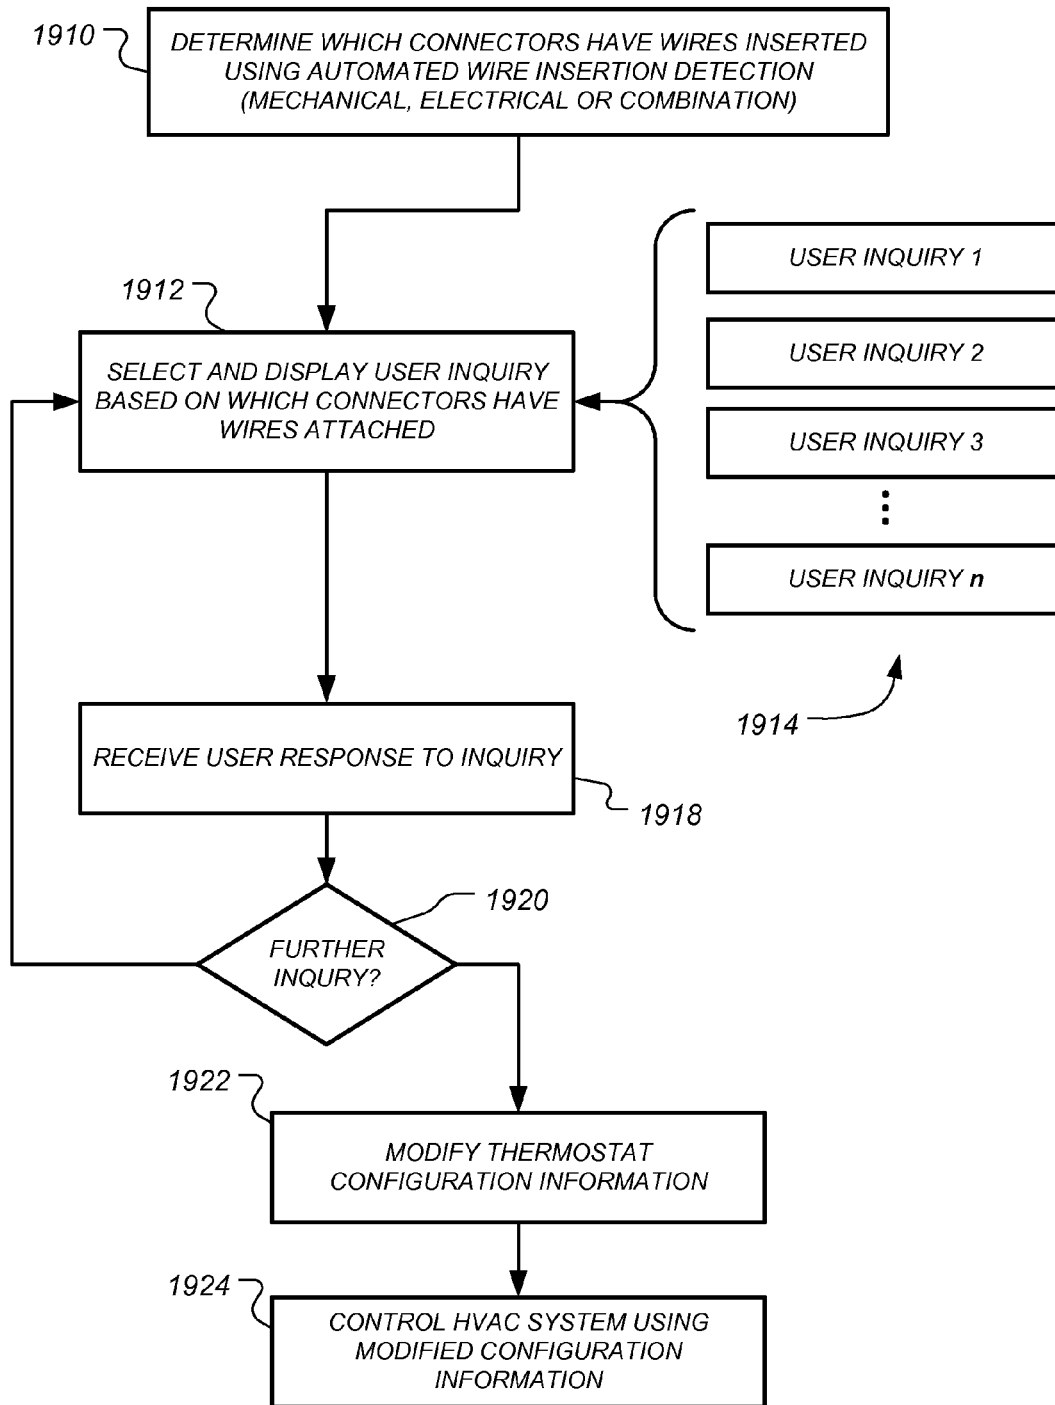 1910
DETERMINE WHICH CONNECTORS HAVE WIRES INSERTED
USING AUTOMATED WIRE INSERTION DETECTION
(MECHANICAL, ELECTRICAL OR COMBINATION)
1912
SELECT AND DISPLAY USER INQUIRY
BASED ON WHICH CONNECTORS HAVE
WIRES ATTACHED
USER INQUIRY 1
USER INQUIRY 2
USER INQUIRY 3
⋮
USER INQUIRY n
1914
RECEIVE USER RESPONSE TO INQUIRY
1918
1920
FURTHER
INQURY?
1922
MODIFY THERMOSTAT
CONFIGURATION INFORMATION
1924
CONTROL HVAC SYSTEM USING
MODIFIED CONFIGURATION
INFORMATION